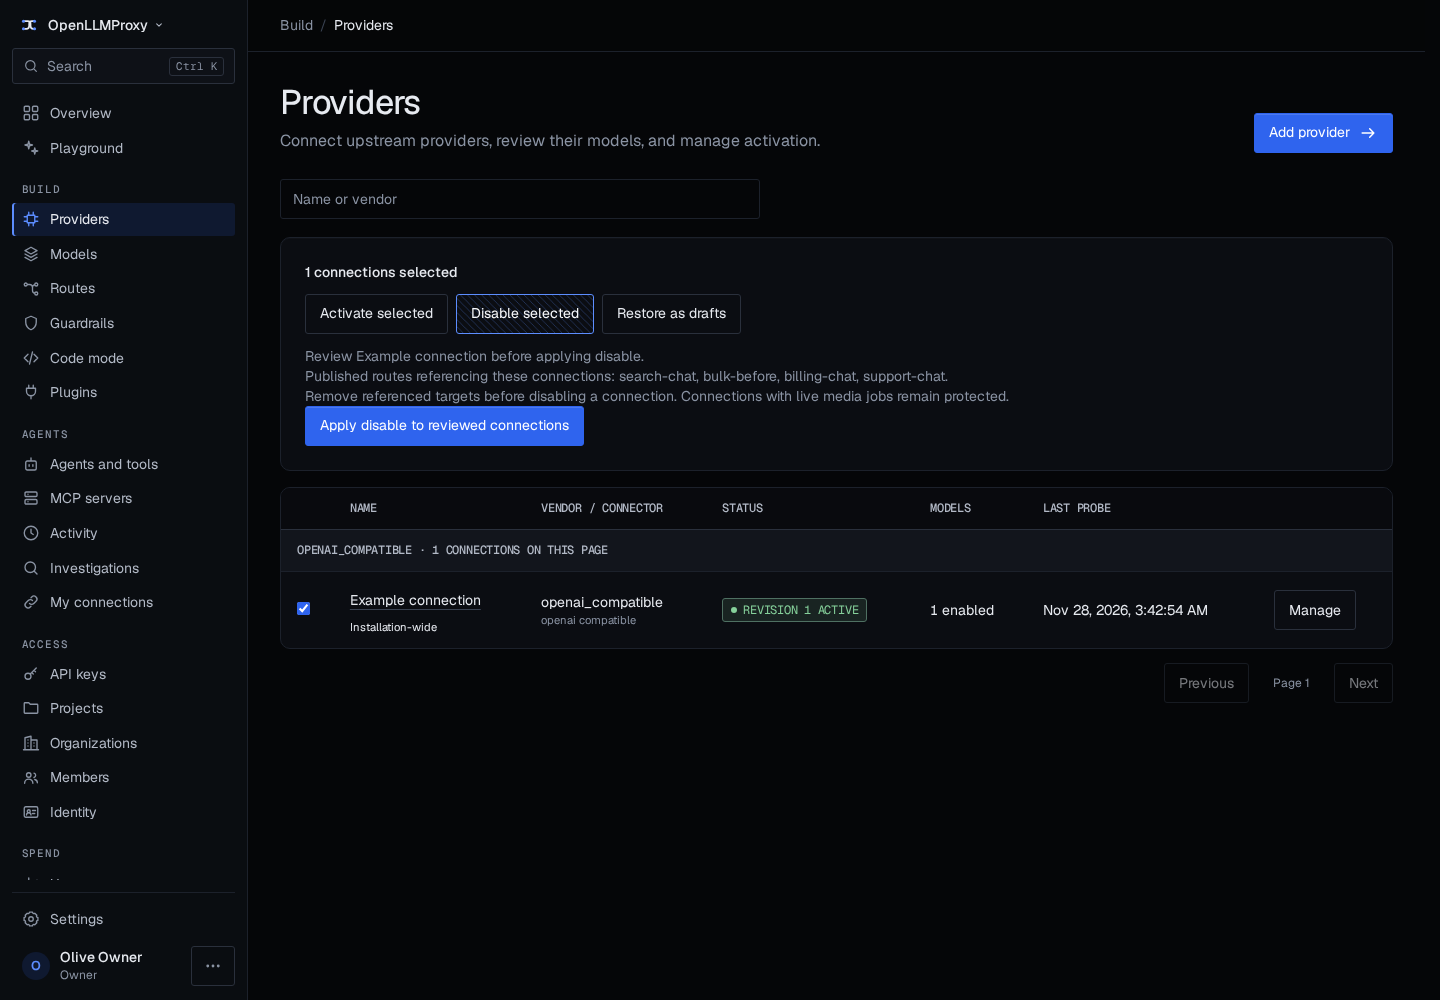 OpenLLMProxy
Search
Ctrl K
Overview
Playground
BUILD
Providers
Models
Routes
Guardrails
Code mode
Plugins
AGENTS
Agents and tools
MCP servers
Activity
Investigations
My connections
ACCESS
API keys
Projects
Organizations
Members
Identity
SPEND
Settings
O
Olive Owner
Owner
Build / Providers
Providers
Connect upstream providers, review their models, and manage activation.
Add provider
Name or vendor
1 connections selected
Activate selected
Disable selected
Restore as drafts
Review Example connection before applying disable.
Published routes referencing these connections: search-chat, bulk-before, billing-chat, support-chat.
Remove referenced targets before disabling a connection. Connections with live media jobs remain protected.
Apply disable to reviewed connections
NAME VENDOR / CONNECTOR STATUS MODELS LAST PROBE
OPENAI_COMPATIBLE · 1 CONNECTIONS ON THIS PAGE
Example connection
Installation-wide
openai_compatible
openai compatible
REVISION 1 ACTIVE
1 enabled
Nov 28, 2026, 3:42:54 AM
Manage
Previous
Page 1
Next